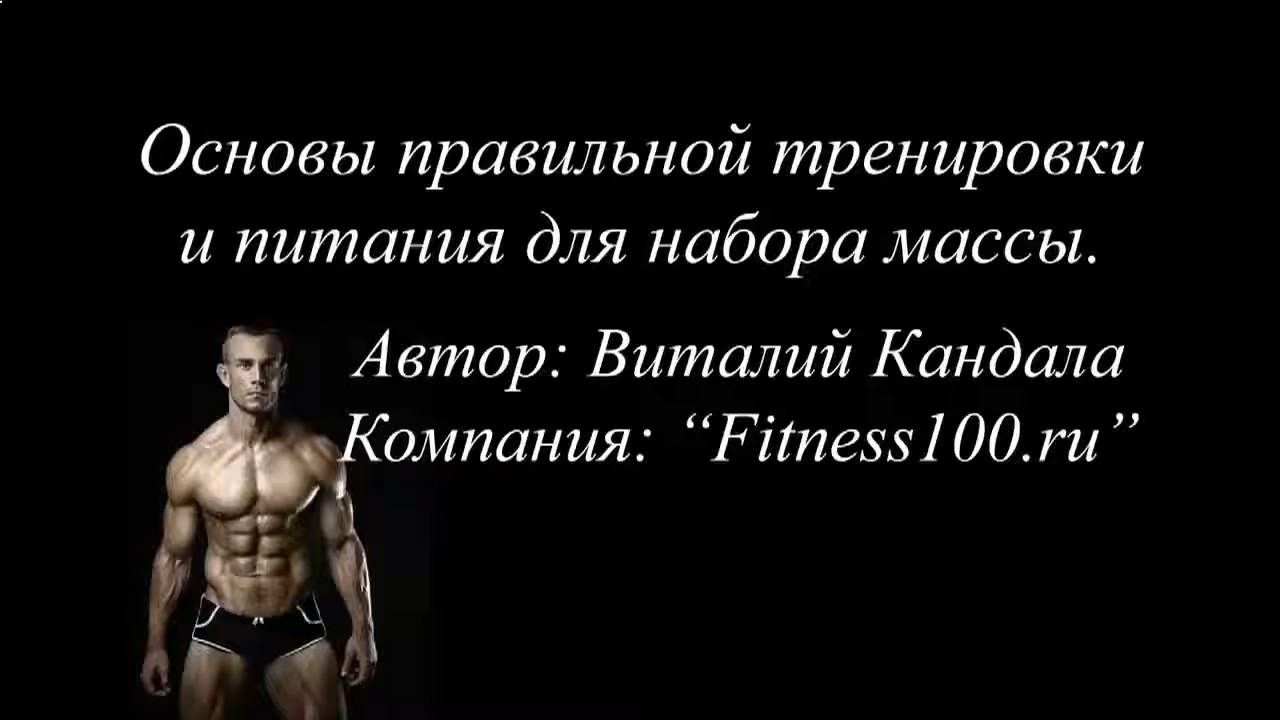 Основы правильной тренировки
и питания для набора массы.
Автор: Виталий Кандала
Компания: “Fitness100.ru”